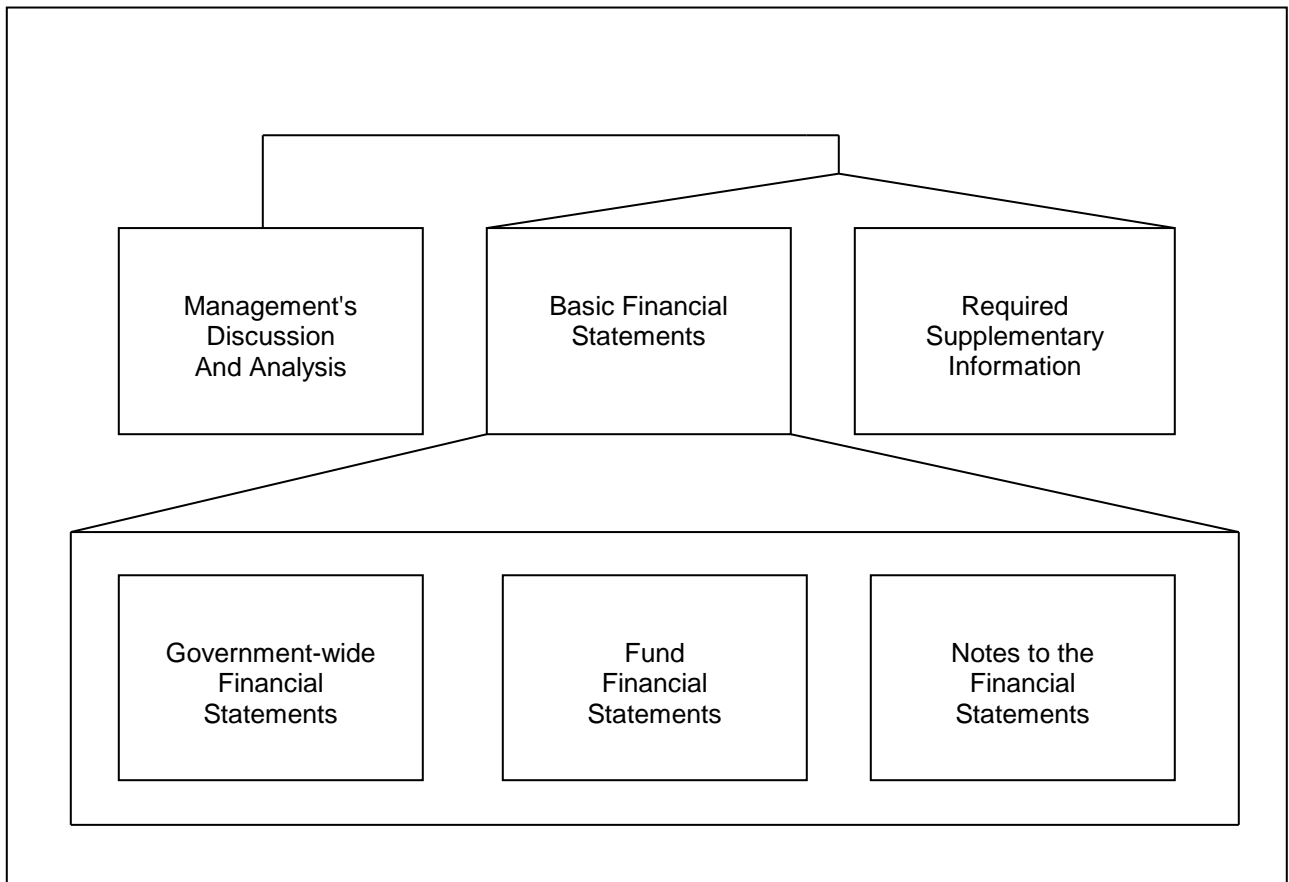 Management's
Discussion
And Analysis
Basic Financial
Statements
Required
Supplementary
Information
Government-wide
Financial
Statements
Fund
Financial
Statements
Notes to the
Financial
Statements